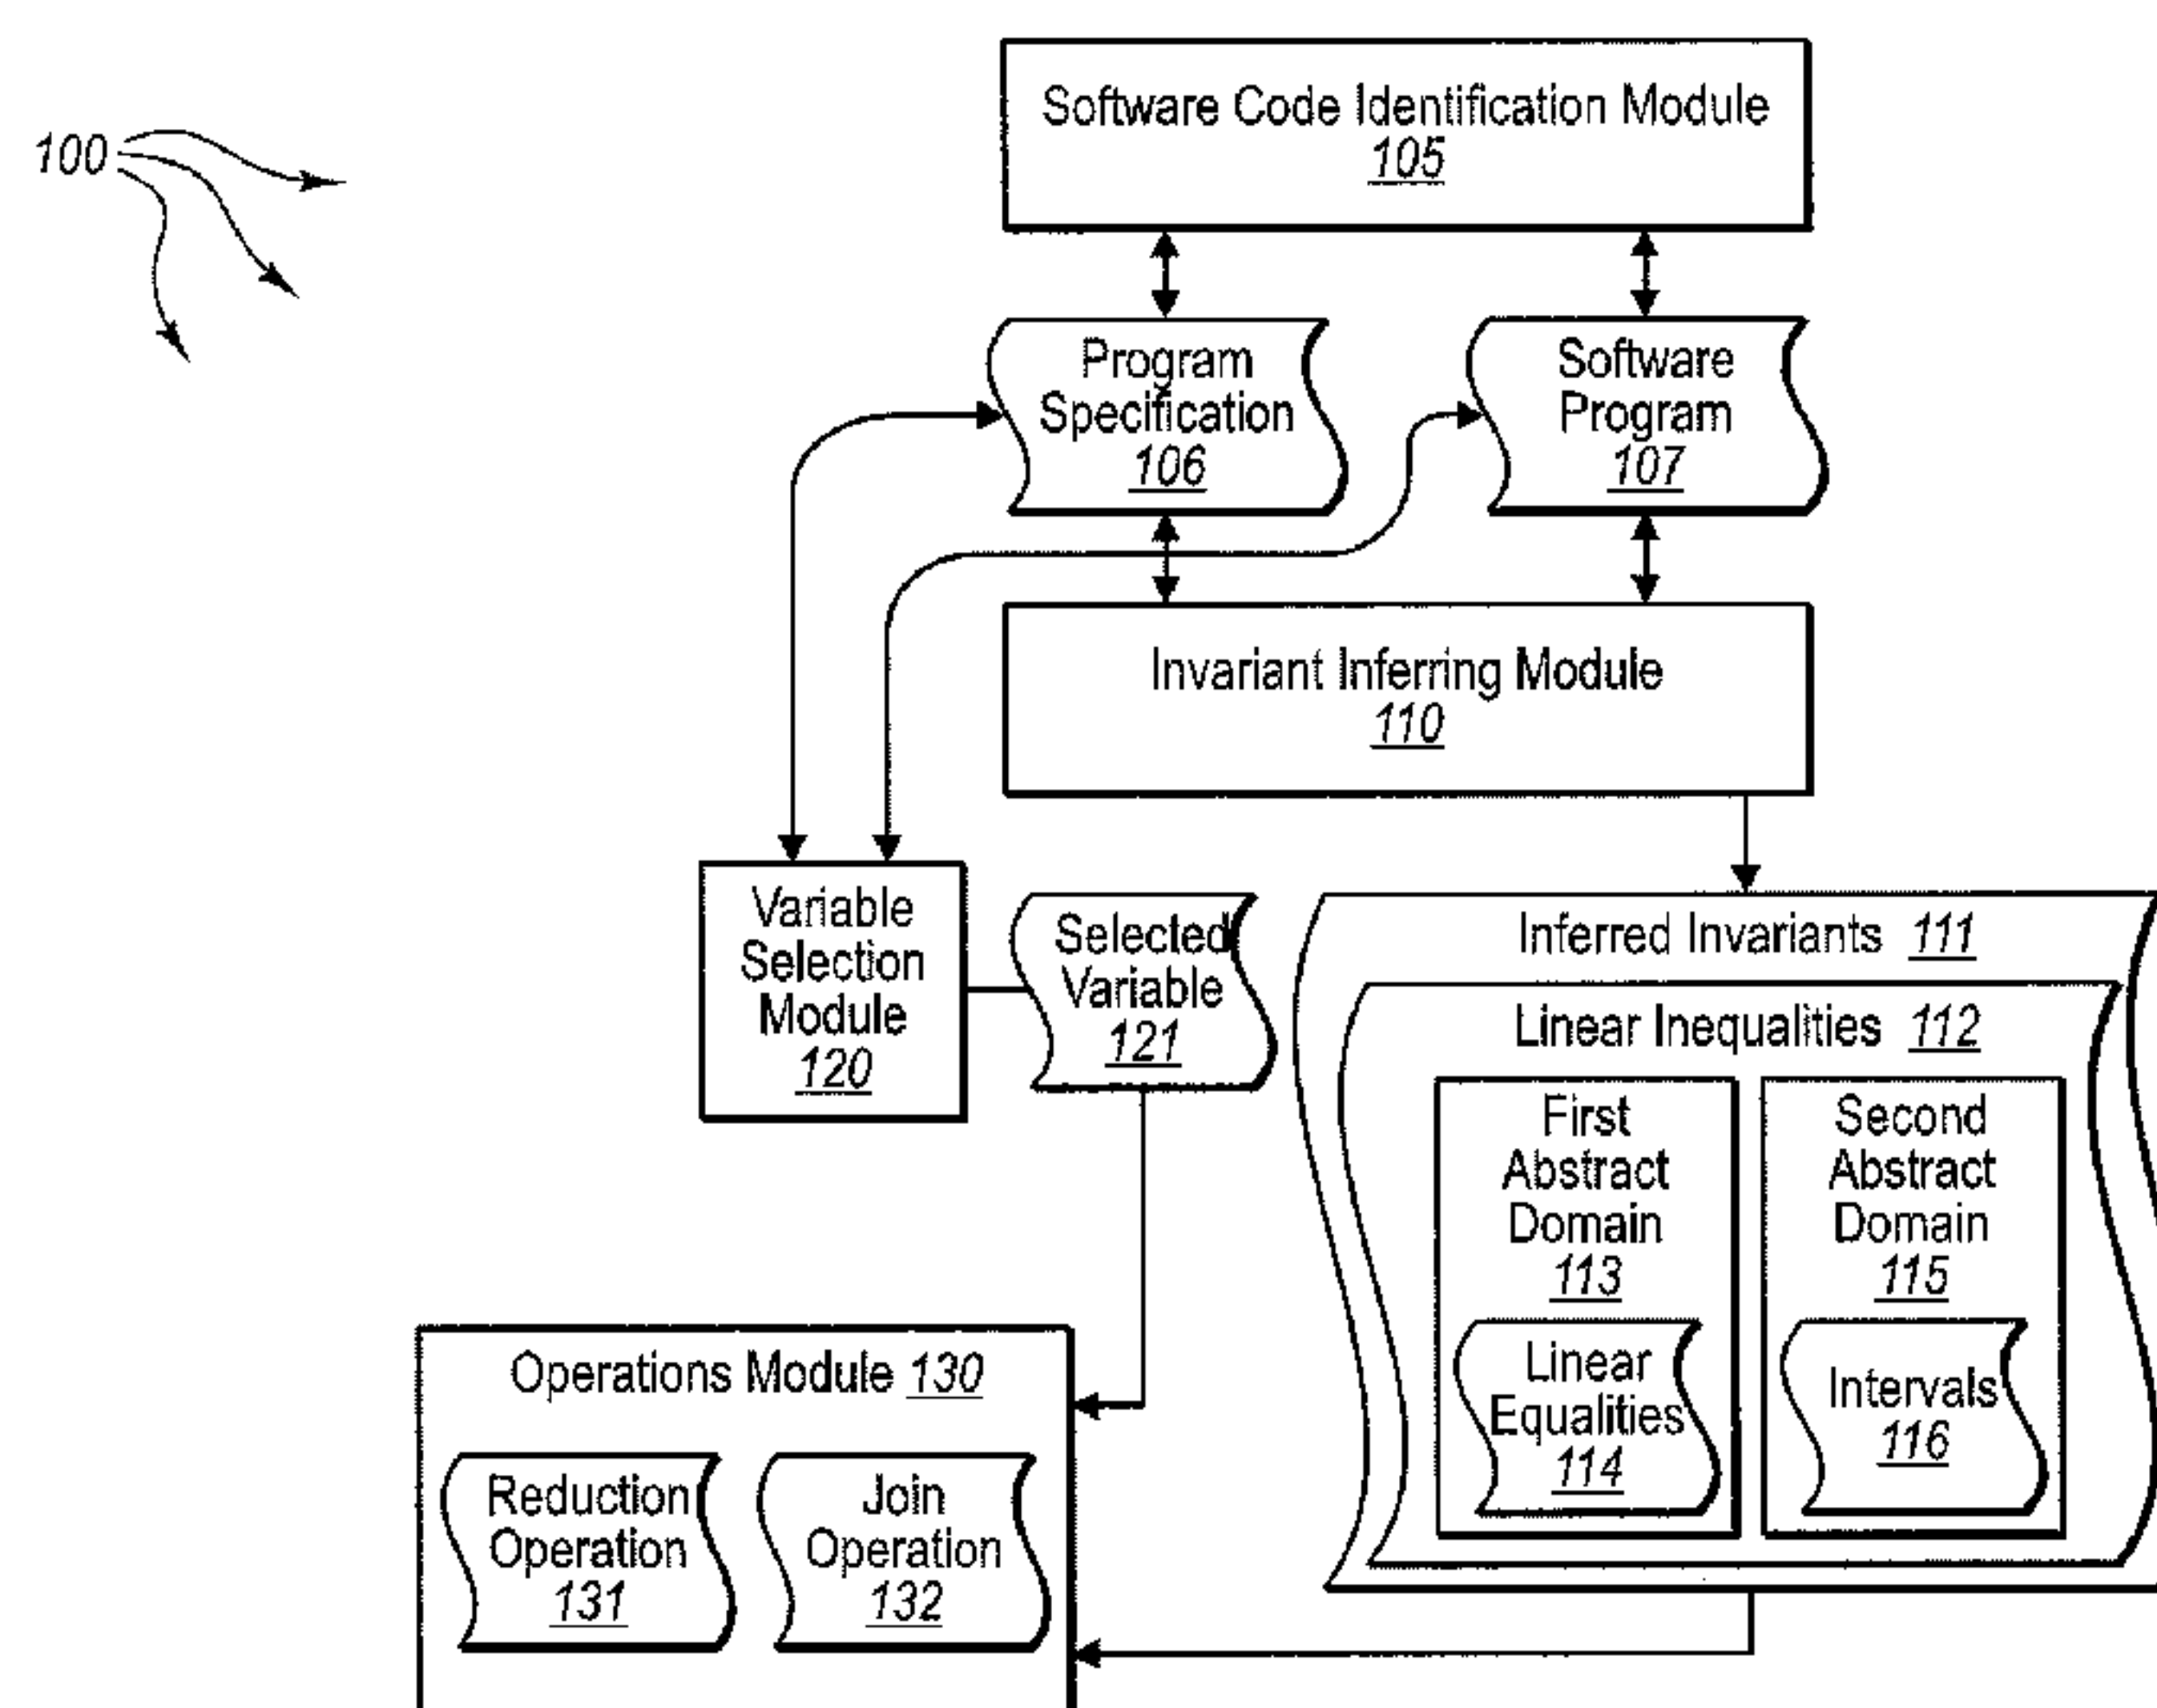 100
Software Code Identification Module
105
Program
Specification
106
Software
Program
107
Invariant Inferring Module
110
Variable
Selection
Module
120
Selected
Variable
121
Inferred Invariants 111
Linear Inequalities 112
First
Abstract
Domain
113
Linear
Equalities
114
Second
Abstract
Domain
115
Intervals
116
Operations Module 130
Reduction
Operation
131
Join
Operation
132